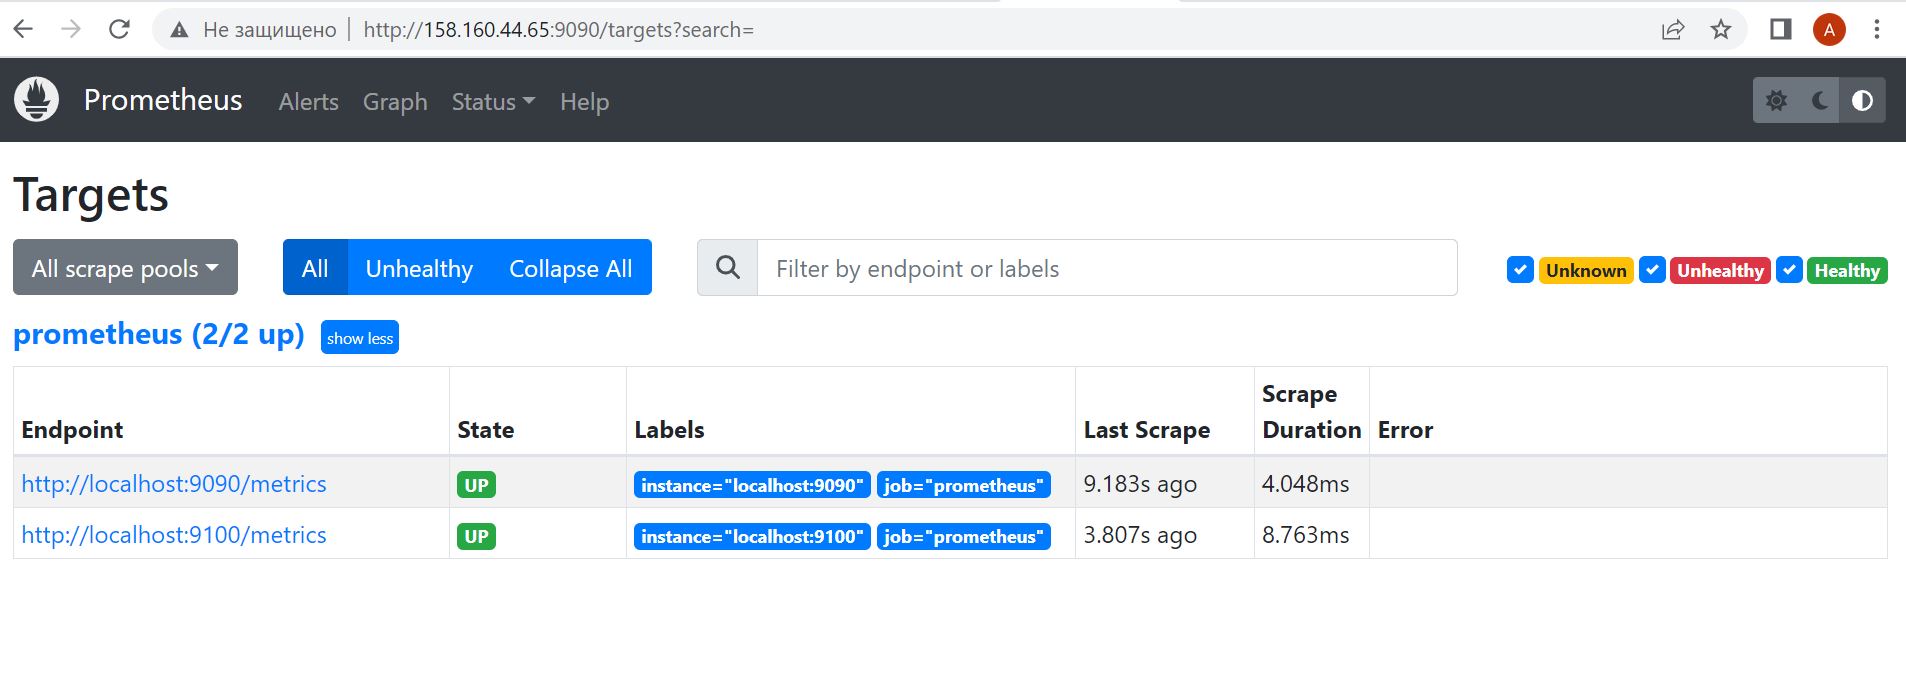 Не защищено http://158.160.44.65:9090/targets?search=
A
Prometheus Alerts Graph Status Help
Targets
All scrape pools All Unhealthy Collapse All Filter by endpoint or labels Unknown Unhealthy Healthy
prometheus (2/2 up) show less
Endpoint State Labels Last Scrape Scrape Duration Error
http://localhost:9090/metrics UP instance="localhost:9090" job="prometheus" 9.183s ago 4.048ms
http://localhost:9100/metrics UP instance="localhost:9100" job="prometheus" 3.807s ago 8.763ms